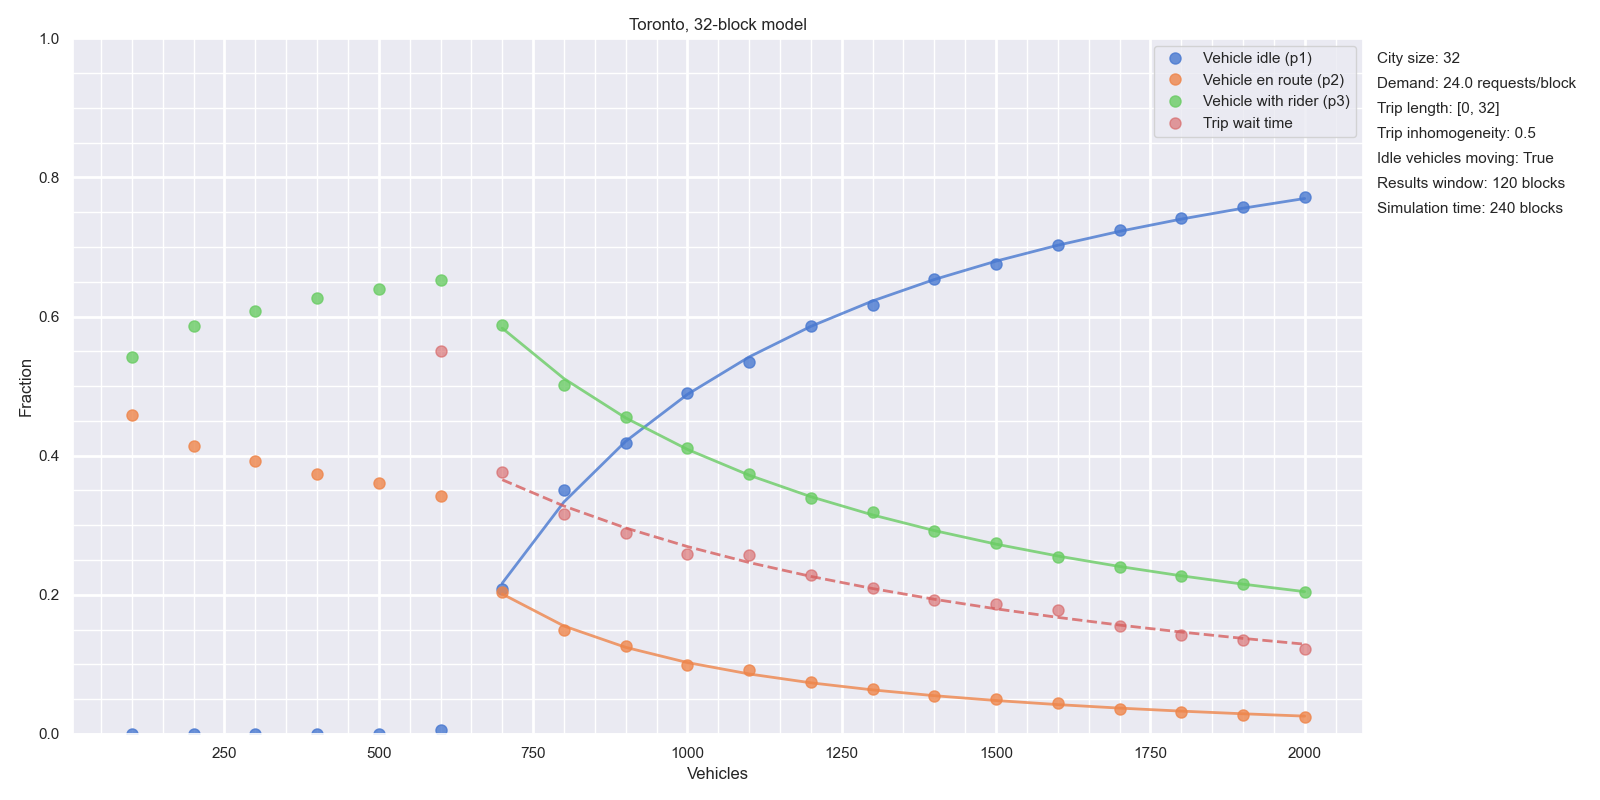 Toronto, 32-block model
Vehicle idle (p1)
Vehicle en route (p2)
Vehicle with rider (p3)
Trip wait time
City size: 32
Demand: 24.0 requests/block
Trip length: [0, 32]
Trip inhomogeneity: 0.5
Idle vehicles moving: True
Results window: 120 blocks
Simulation time: 240 blocks
Fraction
1.0
0.8
0.6
0.4
0.2
0.0
250 500 750 1000 1250 1500 1750 2000
Vehicles